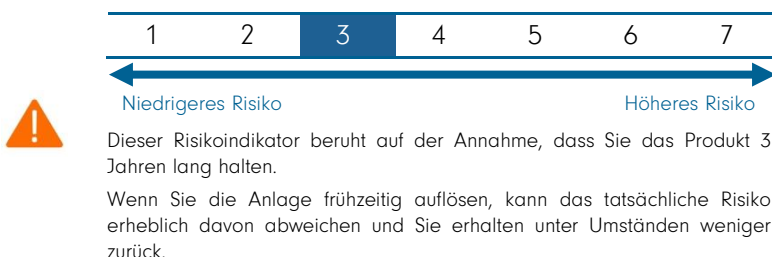 1 2 3 4 5 6 7
Niedrigeres Risiko Höheres Risiko
Dieser Risikoindikator beruht auf der Annahme, dass Sie das Produkt 3
Jahren lang halten.
Wenn Sie die Anlage frühzeitig auflösen, kann das tatsächliche Risiko
erheblich davon abweichen und Sie erhalten unter Umständen weniger
zurück.